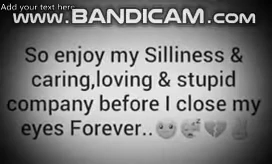 Add your text here
www.BANDICAM.com
So enjoy my Silliness &
caring,loving & stupid
company before I close my
eyes Forever..